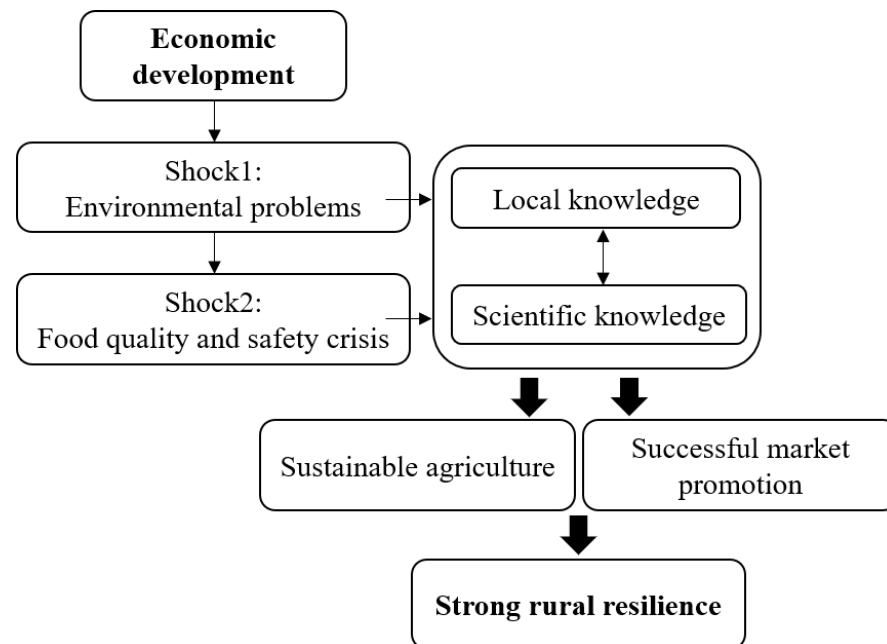 Economic
development
Shock1:
Environmental problems
Local knowledge
Shock2:
Food quality and safety crisis
Scientific knowledge
Sustainable agriculture
Successful market
promotion
Strong rural resilience